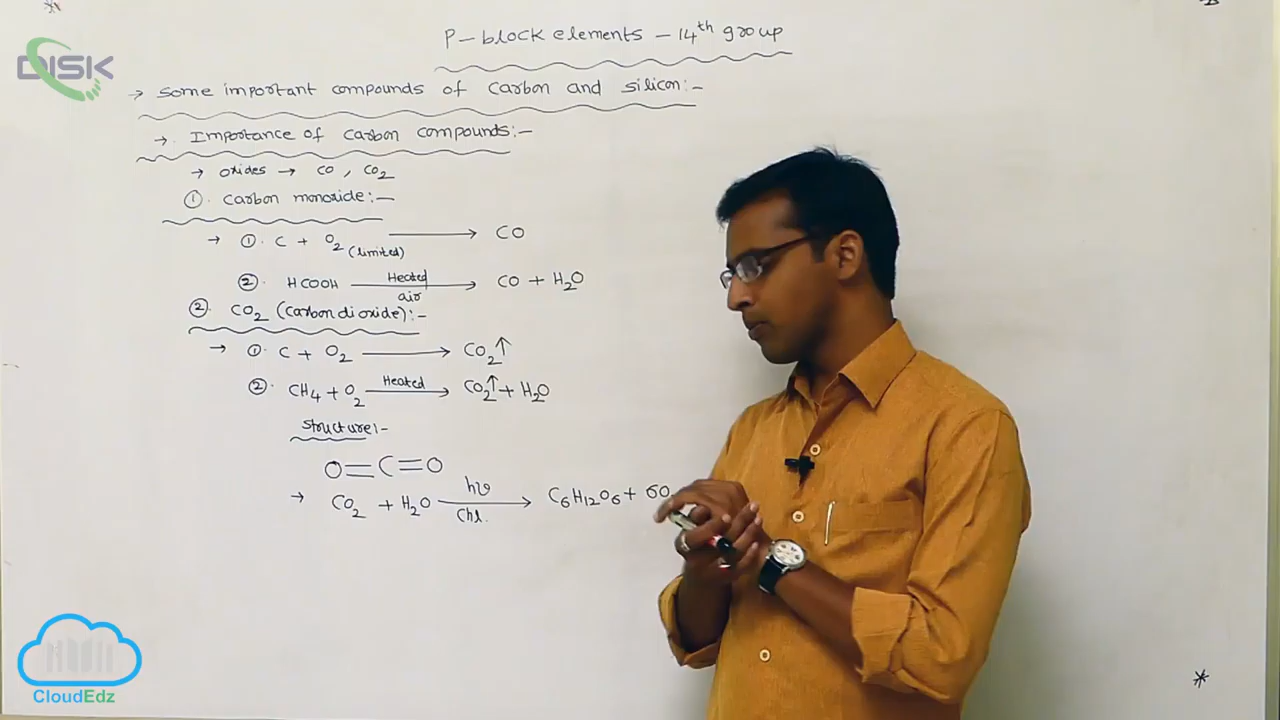 P-block elements - 14th group
DISK
→ Some important compounds of carbon and silicon:-
→ Importance of carbon compounds:-
→ oxides → CO, CO2
① Carbon monoxide:-
→ ① C + O2 (limited) → CO
② HCOOH Heated air → CO + H2O
② CO2 (carbondioxide):-
→ ① C + O2 → CO2↑
② CH4 + O2 Heated → CO2↑ + H2O
Structure:-
O=C=O
→ CO2 + H2O hν Chl. → C6H12O6 + 6O
CloudEdz